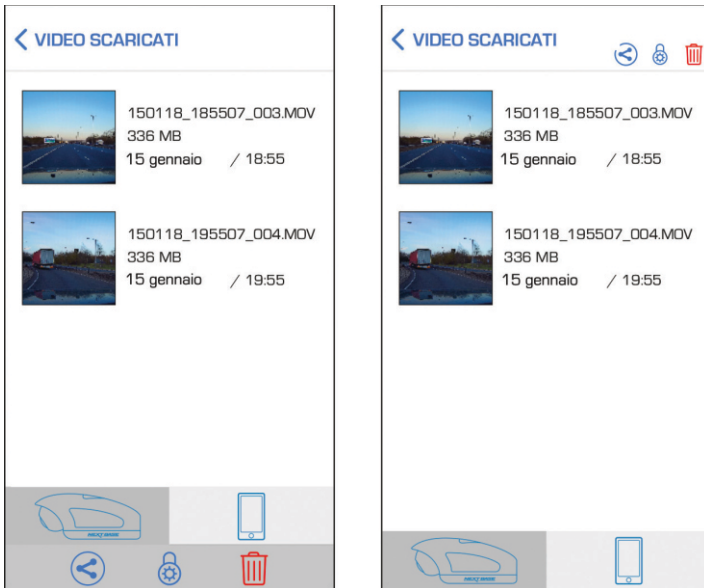 VIDEO SCARICATI
150118_185507_003.MOV
336 MB
15 gennaio / 18:55
150118_195507_004.MOV
336 MB
15 gennaio / 19:55
VIDEO SCARICATI
150118_185507_003.MOV
336 MB
15 gennaio / 18:55
150118_195507_004.MOV
336 MB
15 gennaio / 19:55